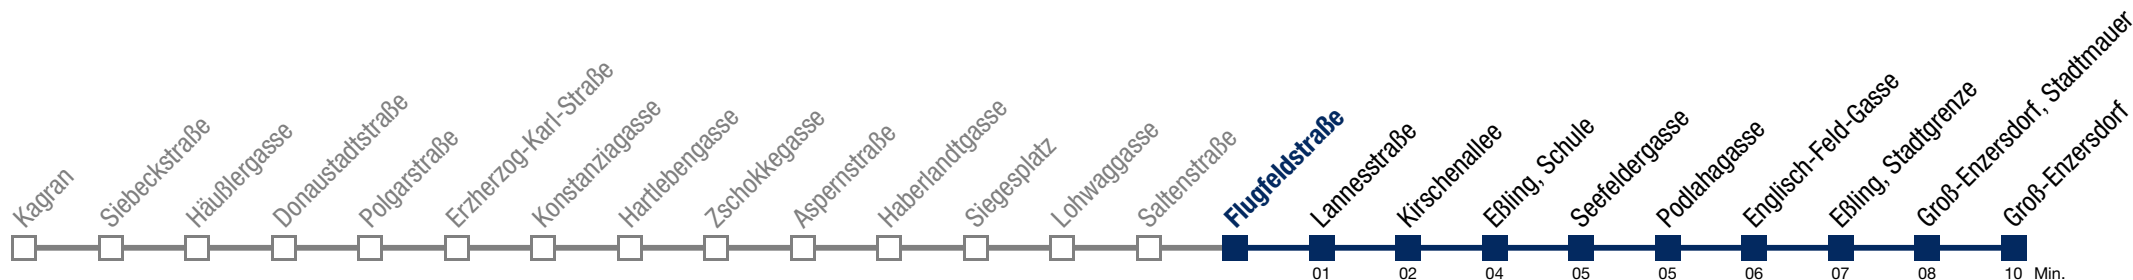 Kagran
Siebeckstraße
Häußlergasse
Donaustadtstraße
Polgarstraße
Erzherzog-Karl-Straße
Konstanziagasse
Hartlebengasse
Zschokkegasse
Aspernstraße
Haberlandtgasse
Siegesplatz
Lohwaggasse
Saltenstraße
Flugfeldstraße
Lannesstraße
Kirschenallee
Eßling, Schule
Seefeldergasse
Podlahagasse
Englisch-Feld-Gasse
Eßling, Stadtgrenze
Groß-Enzersdorf, Stadtmauer
Groß-Enzersdorf
01 02 04 05 05 06 07 08 10 Min.